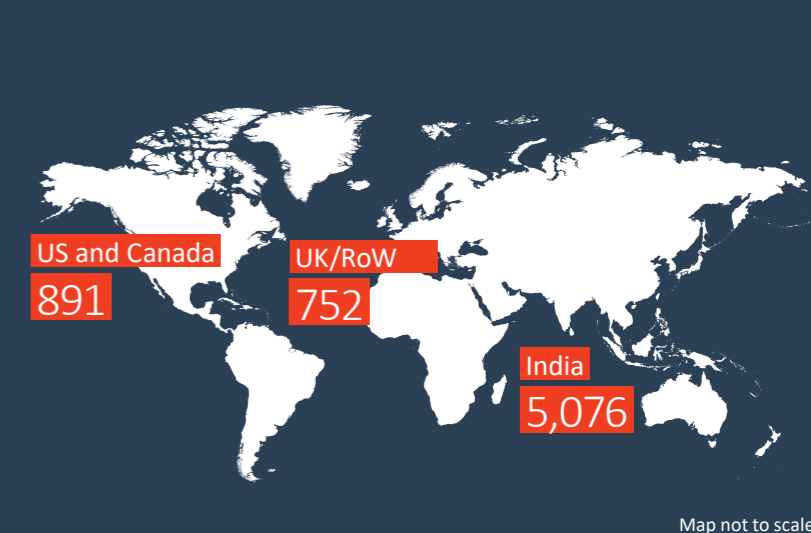 US and Canada
891
UK/RoW
752
India
5,076
Map not to scale